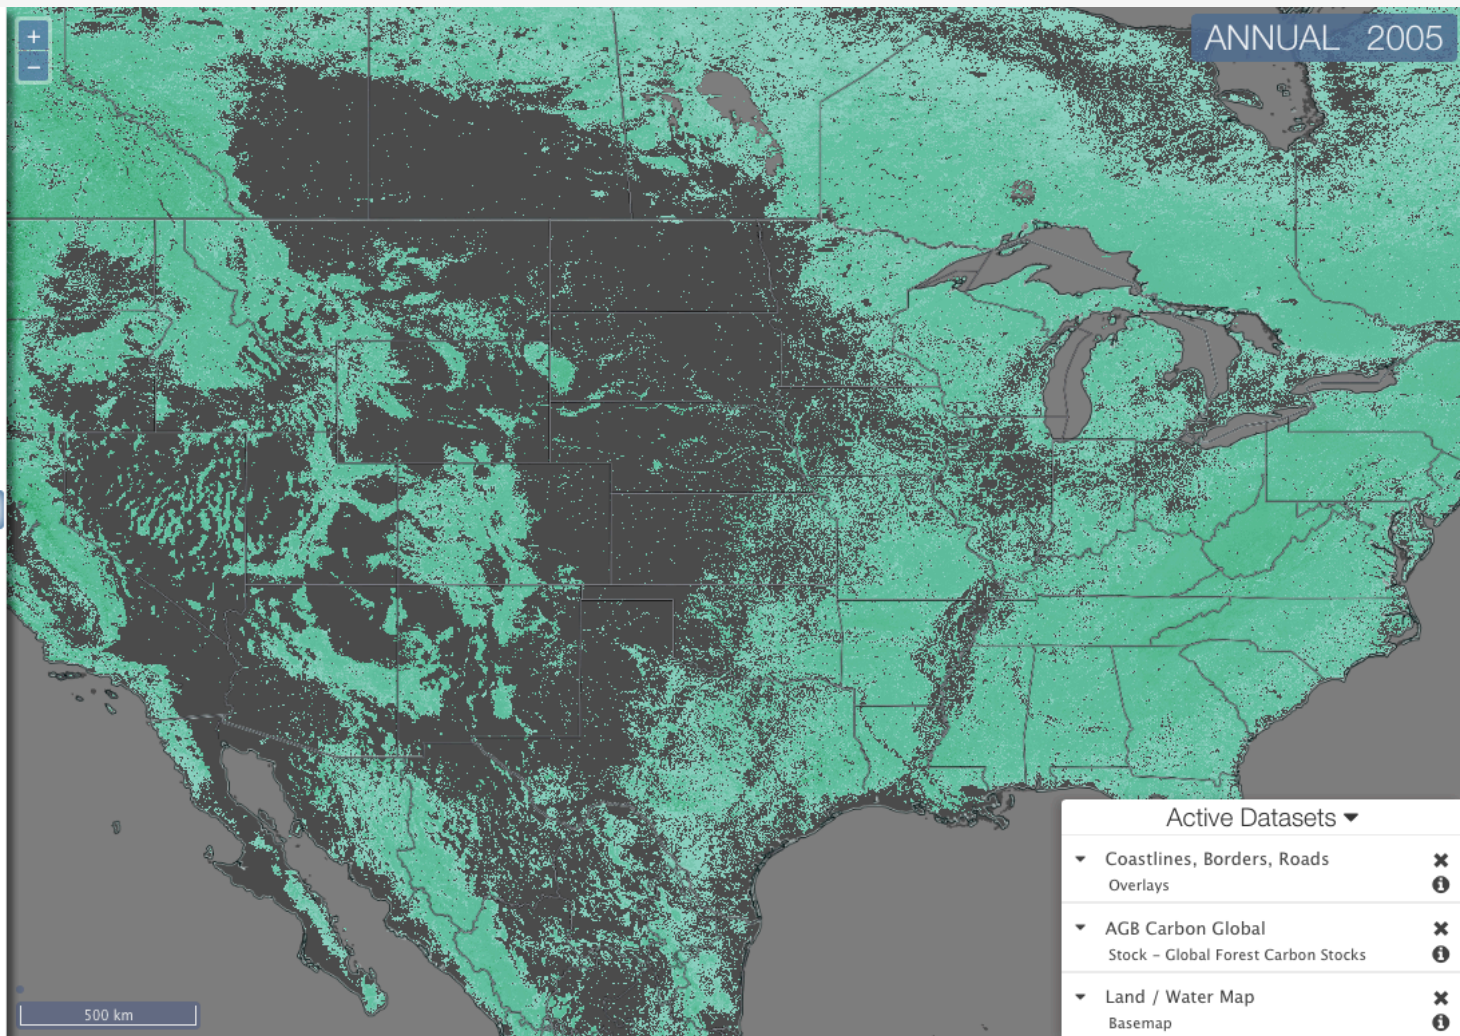 +
−
ANNUAL 2005
Active Datasets
Coastlines, Borders, Roads
Overlays
AGB Carbon Global
Stock – Global Forest Carbon Stocks
Land / Water Map
Basemap
500 km